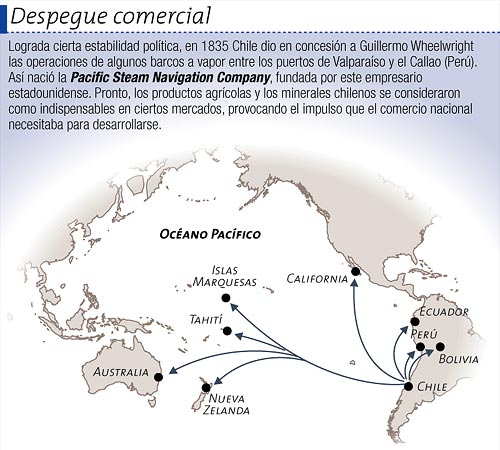 Despegue comercial
Lograda cierta estabilidad política, en 1835 Chile dio en concesión a Guillermo Wheelwright
las operaciones de algunos barcos a vapor entre los puertos de Valparaíso y el Callao (Perú).
Así nació la Pacific Steam Navigation Company, fundada por este empresario
estadounidense. Pronto, los productos agrícolas y los minerales chilenos se consideraron
como indispensables en ciertos mercados, provocando el impulso que el comercio nacional
necesitaba para desarrollarse.
OCÉANO PACÍFICO
ISLAS
MARQUESAS
CALIFORNIA
TAHITÍ
ECUADOR
PERÚ
BOLIVIA
AUSTRALIA
NUEVA
ZELANDA
CHILE